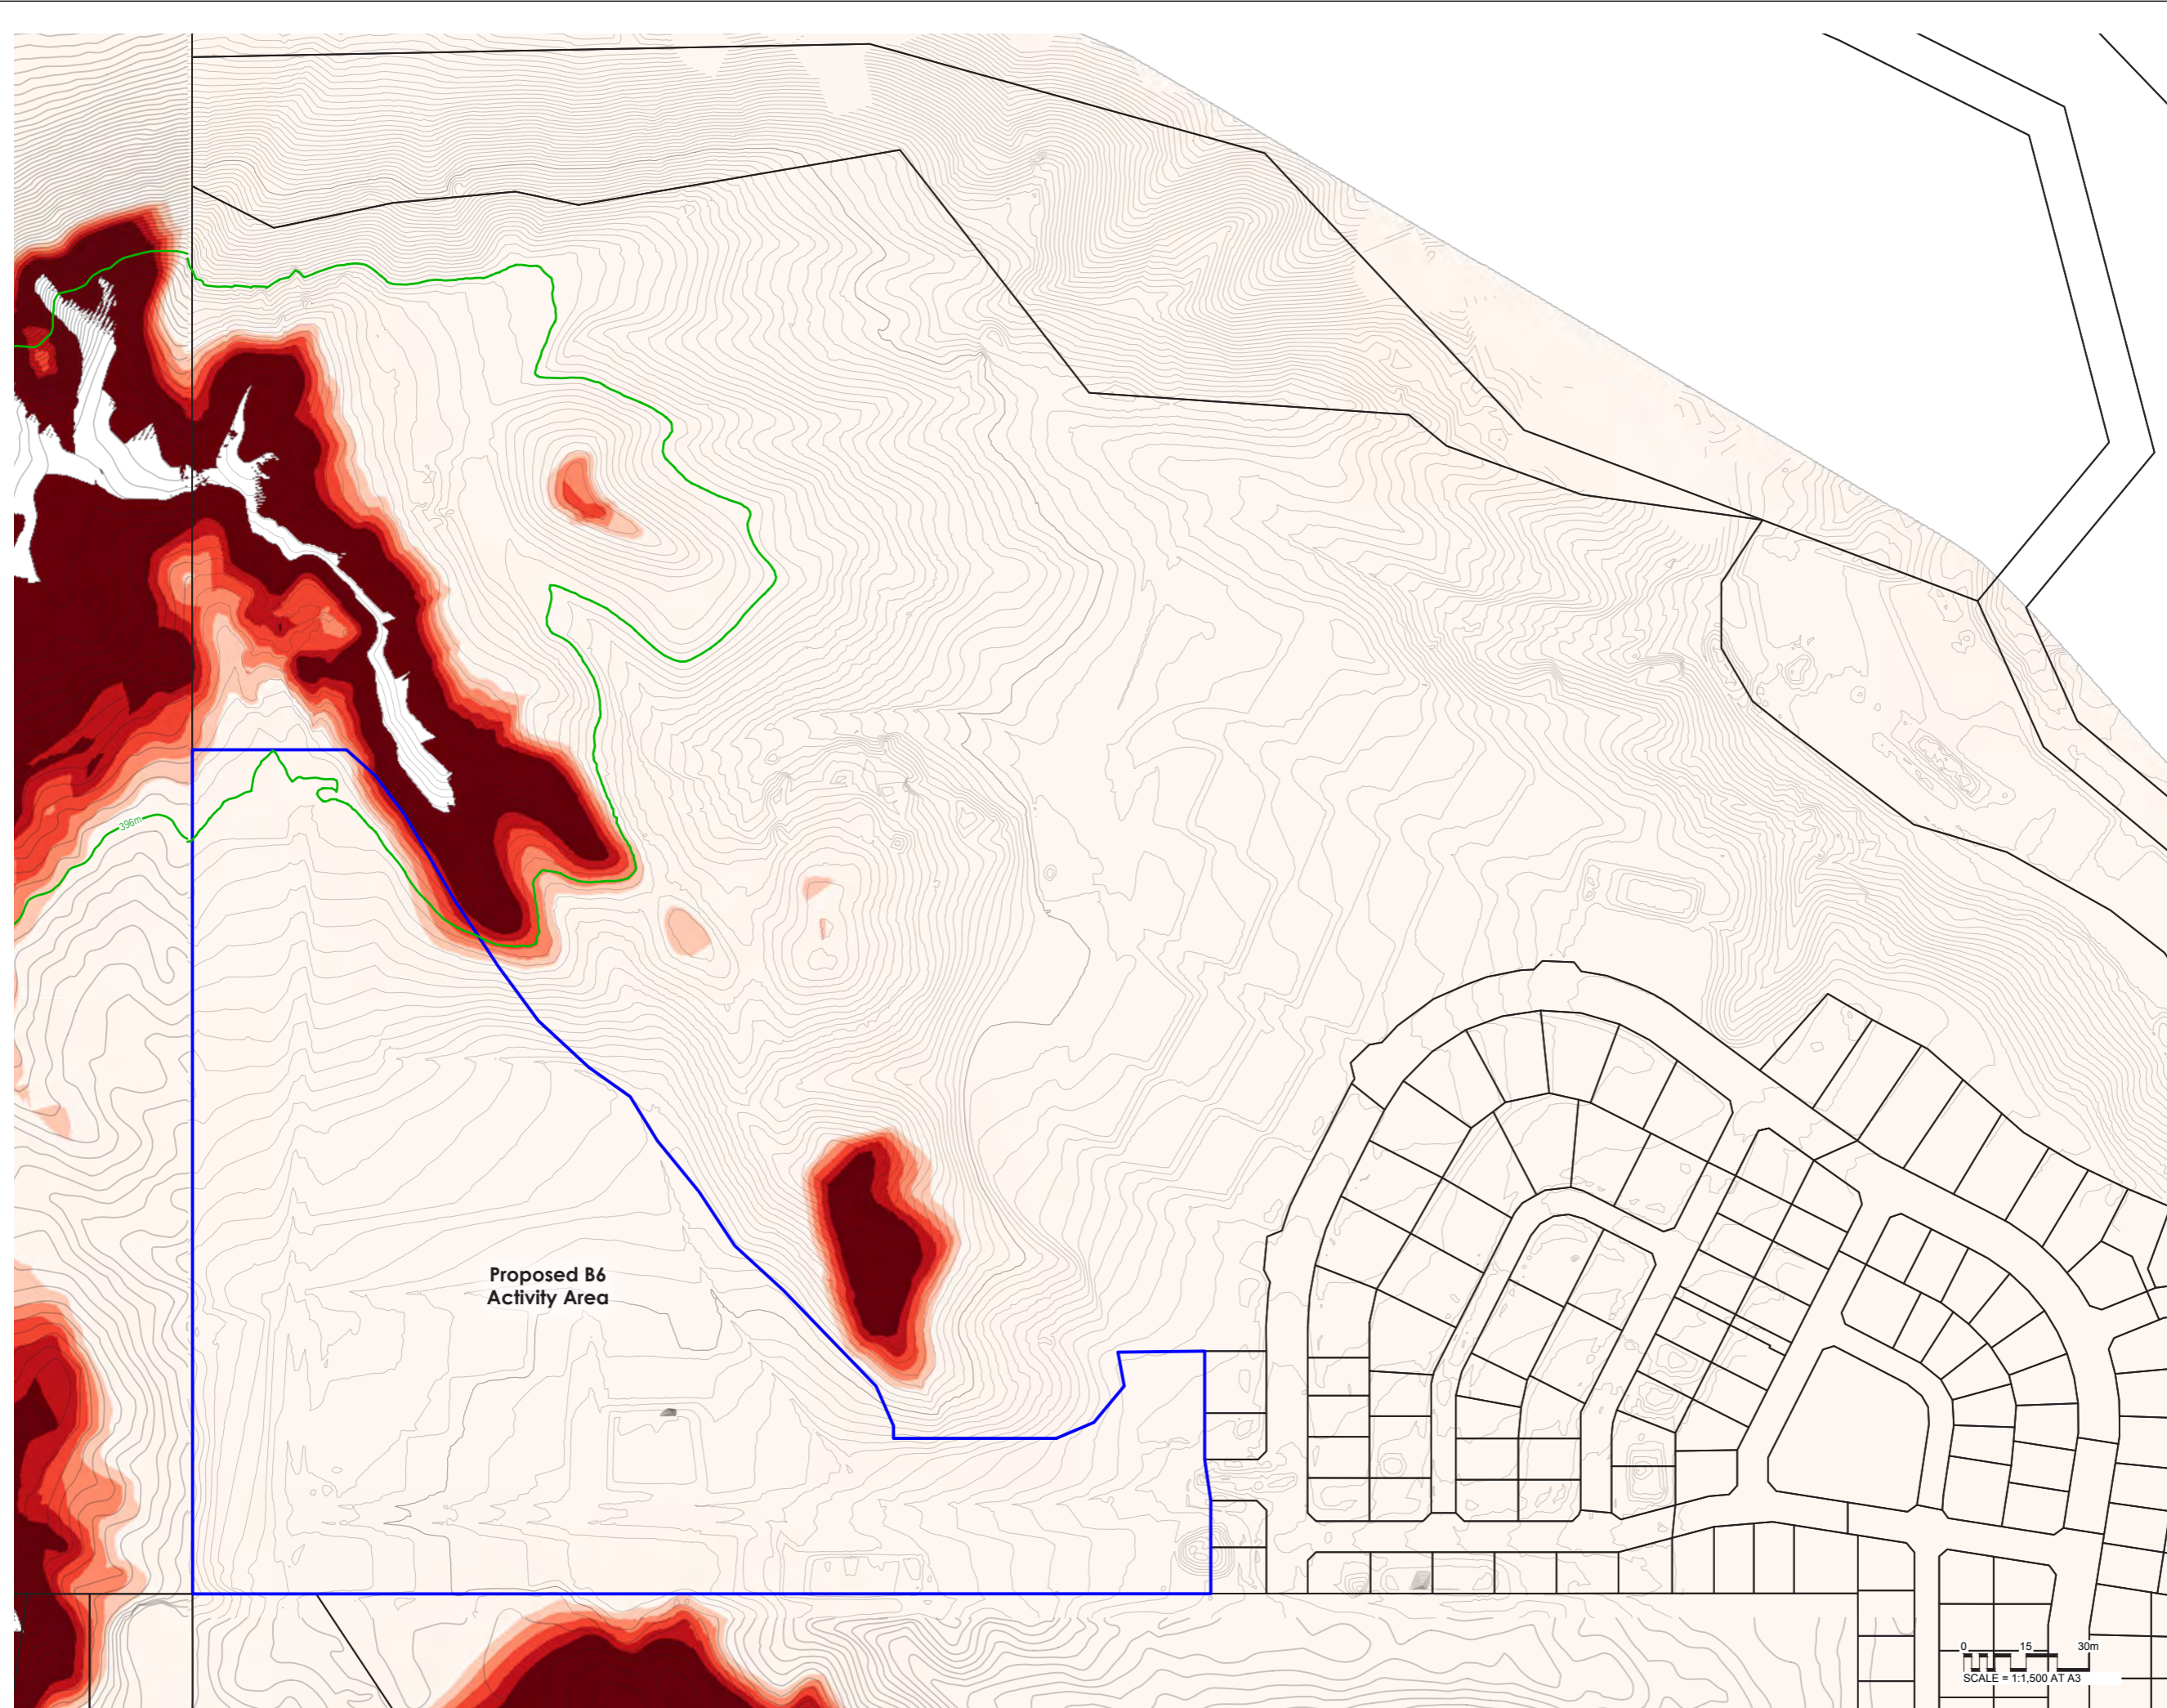 396m
Proposed B6
Activity Area
0 15 30m
SCALE = 1:1,500 AT A3